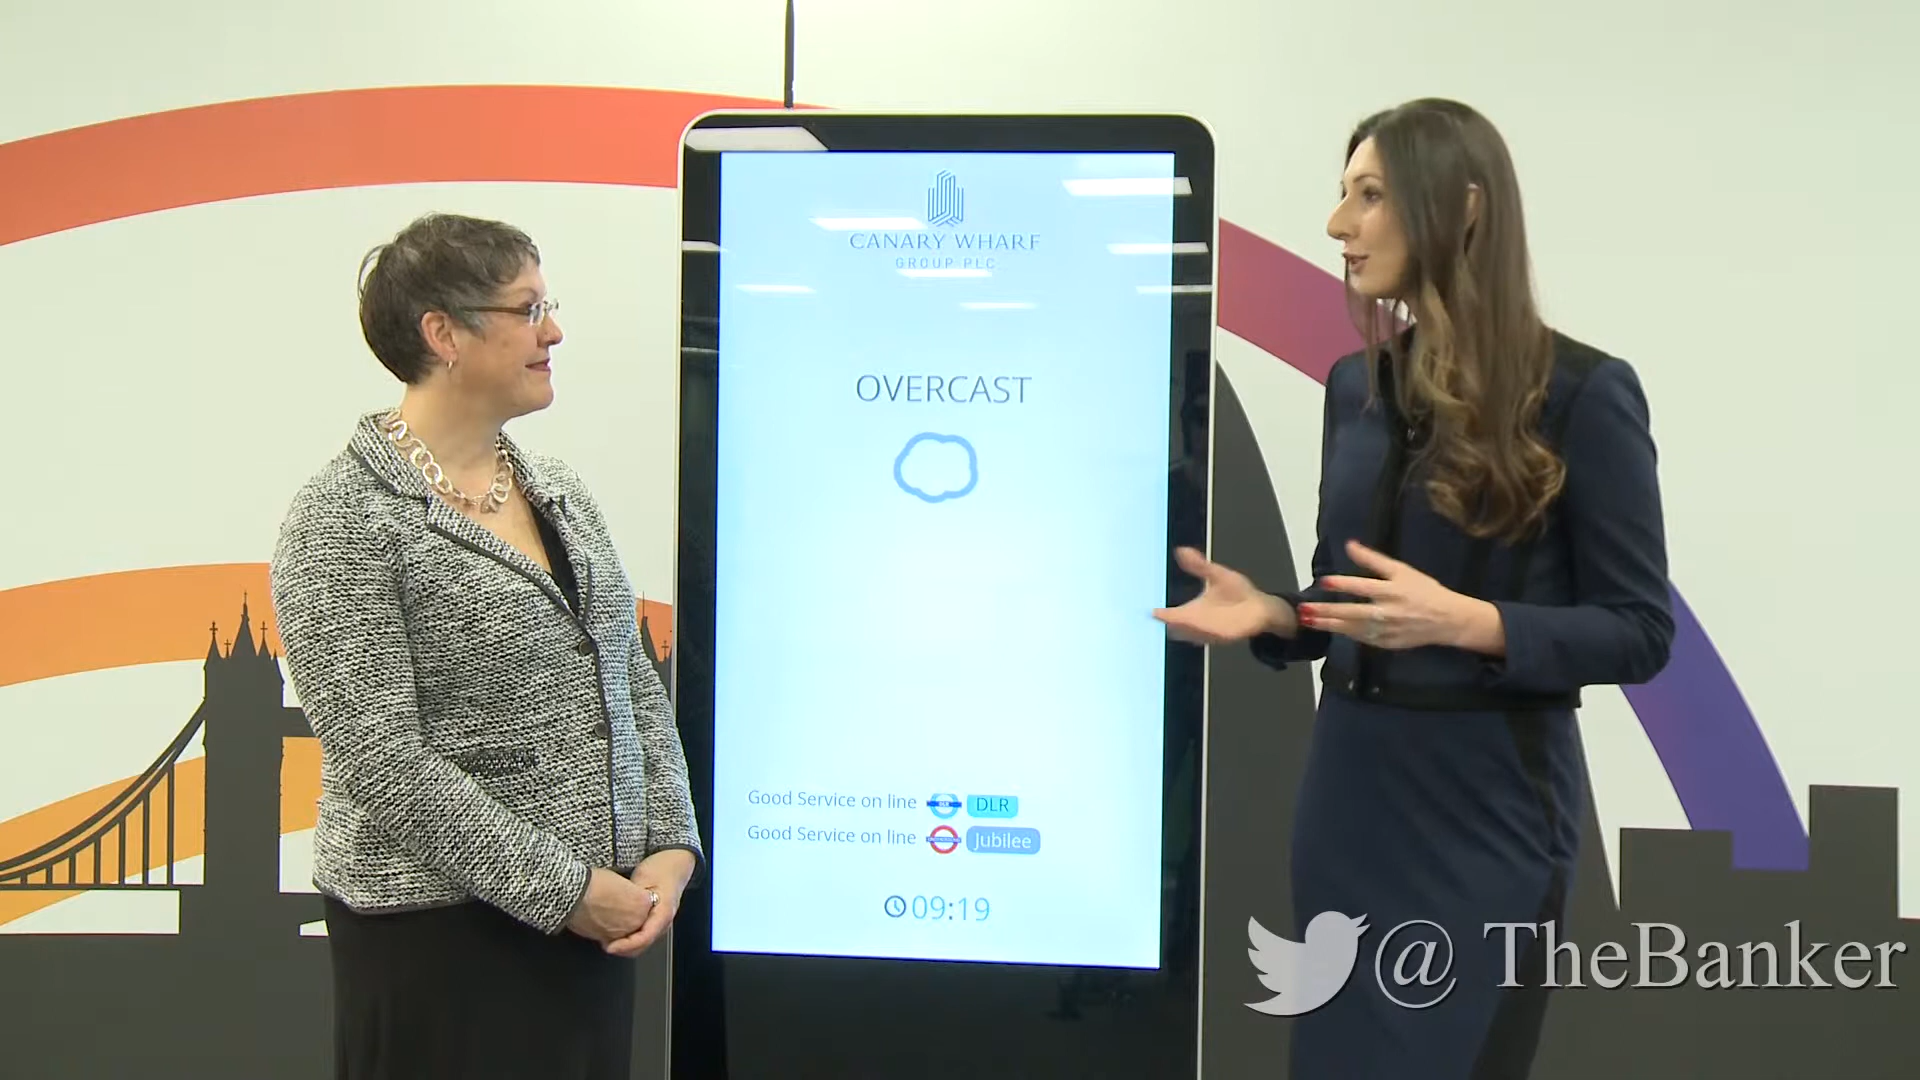 CANARY WHARF
GROUP PLC
OVERCAST
Good Service on line DLR
Good Service on line Jubilee
09:19
@TheBanker